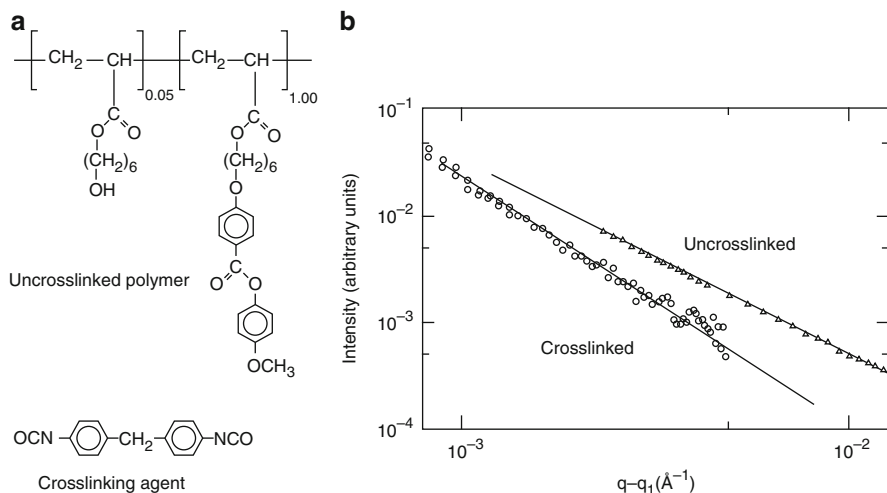 a
CH2 CH CH2 CH
0.05 1.00
C C
O O O O
(CH2)6 (CH2)6
OH O
C
O O
OCH3
Uncrosslinked polymer
OCN CH2 NCO
Crosslinking agent
b
10−1
10−2
10−3
10−4
Intensity (arbitrary units)
Uncrosslinked
Crosslinked
10−3 10−2
q–q1(Å−1)